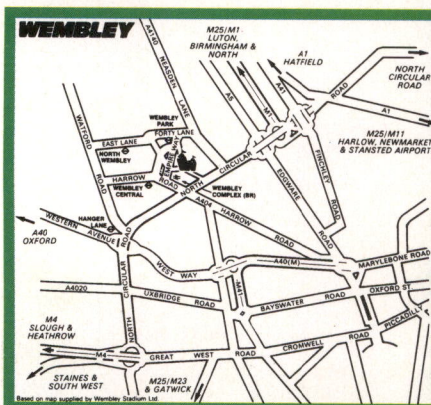 WEMBLEY
A4140
NEASDEN
LANE
M25/M1
LUTON,
BIRMINGHAM &
NORTH
A1
HATFIELD
NORTH
CIRCULAR
ROAD
A5
M1
A41
ROAD
A1
WATFORD
ROAD
WEMBLEY
PARK
FORTY LANE
EAST LANE
NORTH
WEMBLEY
EMPIRE WAY
HARROW
ROAD
WEMBLEY
CENTRAL
NORTH
CIRCULAR
WEMBLEY
COMPLEX (BR)
M25/M11
HARLOW, NEWMARKET
& STANSTED AIRPORT
FINCHLEY
ROAD
EDGWARE
ROAD
A404
HARROW
ROAD
HANGER
LANE
WESTERN
AVENUE
A40
OXFORD
ROAD
WEST WAY
A40(M)
MARYLEBONE ROAD
A4020
UXBRIDGE
ROAD
M41
BAYSWATER
ROAD
OXFORD ST
PICCADILLY
CIRCULAR
NORTH
M4
SLOUGH &
HEATHROW
M4
GREAT
WEST
ROAD
CROMWELL
ROAD
STAINES &
SOUTH WEST
M25/M23
& GATWICK
Based on map supplied by Wembley Stadium Ltd.